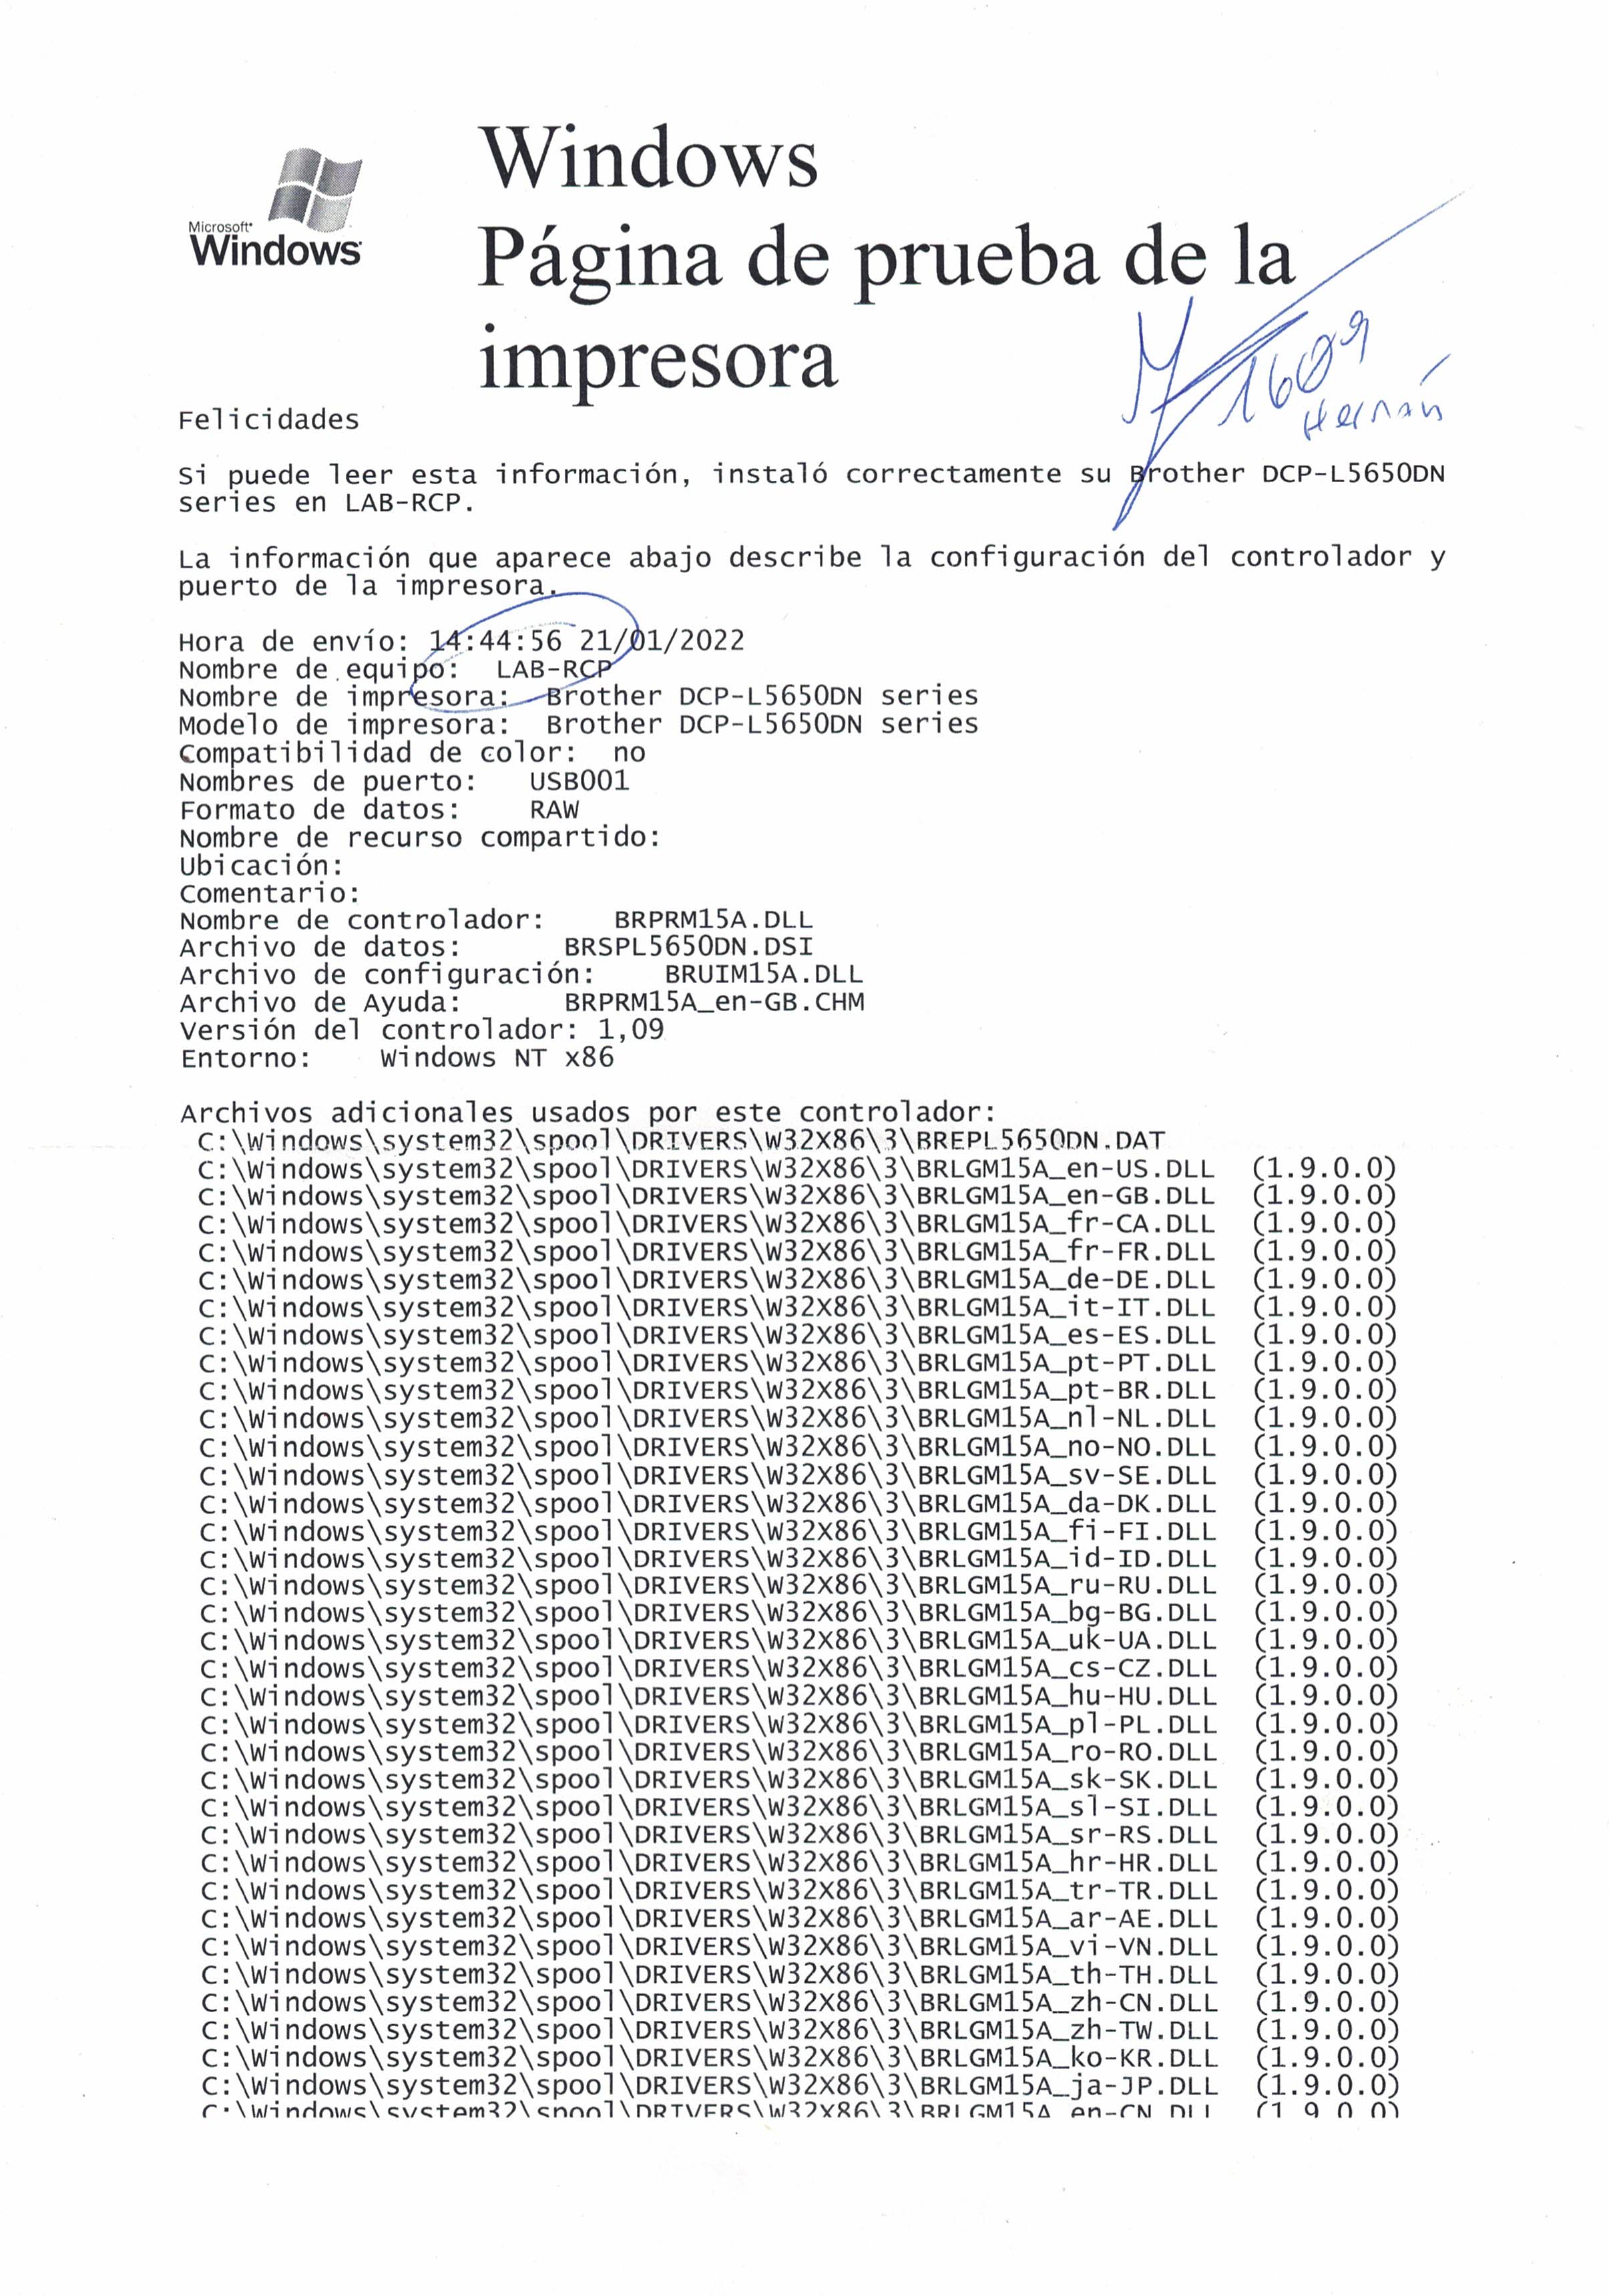 Microsoft
Windows
Windows
Página de prueba de la
impresora
1609
Hernán
Felicidades
Si puede leer esta información, instaló correctamente su Brother DCP-L5650DN
series en LAB-RCP.
La información que aparece abajo describe la configuración del controlador y
puerto de la impresora.
Hora de envío: 14:44:56 21/01/2022
Nombre de equipo: LAB-RCP
Nombre de impresora: Brother DCP-L5650DN series
Modelo de impresora: Brother DCP-L5650DN series
Compatibilidad de color: no
Nombres de puerto: USB001
Formato de datos: RAW
Nombre de recurso compartido:
Ubicación:
Comentario:
Nombre de controlador: BRPRM15A.DLL
Archivo de datos: BRSPL5650DN.DSI
Archivo de configuración: BRUIM15A.DLL
Archivo de Ayuda: BRPRM15A_en-GB.CHM
Versión del controlador: 1,09
Entorno: Windows NT x86
Archivos adicionales usados por este controlador:
C:\Windows\system32\spool\DRIVERS\W32X86\3\BREPL5650DN.DAT
C:\Windows\system32\spool\DRIVERS\W32X86\3\BRLGM15A_en-US.DLL (1.9.0.0)
C:\Windows\system32\spool\DRIVERS\W32X86\3\BRLGM15A_en-GB.DLL (1.9.0.0)
C:\Windows\system32\spool\DRIVERS\W32X86\3\BRLGM15A_fr-CA.DLL (1.9.0.0)
C:\Windows\system32\spool\DRIVERS\W32X86\3\BRLGM15A_fr-FR.DLL (1.9.0.0)
C:\Windows\system32\spool\DRIVERS\W32X86\3\BRLGM15A_de-DE.DLL (1.9.0.0)
C:\Windows\system32\spool\DRIVERS\W32X86\3\BRLGM15A_it-IT.DLL (1.9.0.0)
C:\Windows\system32\spool\DRIVERS\W32X86\3\BRLGM15A_es-ES.DLL (1.9.0.0)
C:\Windows\system32\spool\DRIVERS\W32X86\3\BRLGM15A_pt-PT.DLL (1.9.0.0)
C:\Windows\system32\spool\DRIVERS\W32X86\3\BRLGM15A_pt-BR.DLL (1.9.0.0)
C:\Windows\system32\spool\DRIVERS\W32X86\3\BRLGM15A_nl-NL.DLL (1.9.0.0)
C:\Windows\system32\spool\DRIVERS\W32X86\3\BRLGM15A_no-NO.DLL (1.9.0.0)
C:\Windows\system32\spool\DRIVERS\W32X86\3\BRLGM15A_sv-SE.DLL (1.9.0.0)
C:\Windows\system32\spool\DRIVERS\W32X86\3\BRLGM15A_da-DK.DLL (1.9.0.0)
C:\Windows\system32\spool\DRIVERS\W32X86\3\BRLGM15A_fi-FI.DLL (1.9.0.0)
C:\Windows\system32\spool\DRIVERS\W32X86\3\BRLGM15A_id-ID.DLL (1.9.0.0)
C:\Windows\system32\spool\DRIVERS\W32X86\3\BRLGM15A_ru-RU.DLL (1.9.0.0)
C:\Windows\system32\spool\DRIVERS\W32X86\3\BRLGM15A_bg-BG.DLL (1.9.0.0)
C:\Windows\system32\spool\DRIVERS\W32X86\3\BRLGM15A_uk-UA.DLL (1.9.0.0)
C:\Windows\system32\spool\DRIVERS\W32X86\3\BRLGM15A_cs-CZ.DLL (1.9.0.0)
C:\Windows\system32\spool\DRIVERS\W32X86\3\BRLGM15A_hu-HU.DLL (1.9.0.0)
C:\Windows\system32\spool\DRIVERS\W32X86\3\BRLGM15A_pl-PL.DLL (1.9.0.0)
C:\Windows\system32\spool\DRIVERS\W32X86\3\BRLGM15A_ro-RO.DLL (1.9.0.0)
C:\Windows\system32\spool\DRIVERS\W32X86\3\BRLGM15A_sk-SK.DLL (1.9.0.0)
C:\Windows\system32\spool\DRIVERS\W32X86\3\BRLGM15A_sl-SI.DLL (1.9.0.0)
C:\Windows\system32\spool\DRIVERS\W32X86\3\BRLGM15A_sr-RS.DLL (1.9.0.0)
C:\Windows\system32\spool\DRIVERS\W32X86\3\BRLGM15A_hr-HR.DLL (1.9.0.0)
C:\Windows\system32\spool\DRIVERS\W32X86\3\BRLGM15A_tr-TR.DLL (1.9.0.0)
C:\Windows\system32\spool\DRIVERS\W32X86\3\BRLGM15A_ar-AE.DLL (1.9.0.0)
C:\Windows\system32\spool\DRIVERS\W32X86\3\BRLGM15A_vi-VN.DLL (1.9.0.0)
C:\Windows\system32\spool\DRIVERS\W32X86\3\BRLGM15A_th-TH.DLL (1.9.0.0)
C:\Windows\system32\spool\DRIVERS\W32X86\3\BRLGM15A_zh-CN.DLL (1.9.0.0)
C:\Windows\system32\spool\DRIVERS\W32X86\3\BRLGM15A_zh-TW.DLL (1.9.0.0)
C:\Windows\system32\spool\DRIVERS\W32X86\3\BRLGM15A_ko-KR.DLL (1.9.0.0)
C:\Windows\system32\spool\DRIVERS\W32X86\3\BRLGM15A_ja-JP.DLL (1.9.0.0)
C:\Windows\system32\spool\DRIVERS\W32X86\3\BRLGM15A_en-CN.DLL (1.9.0.0)